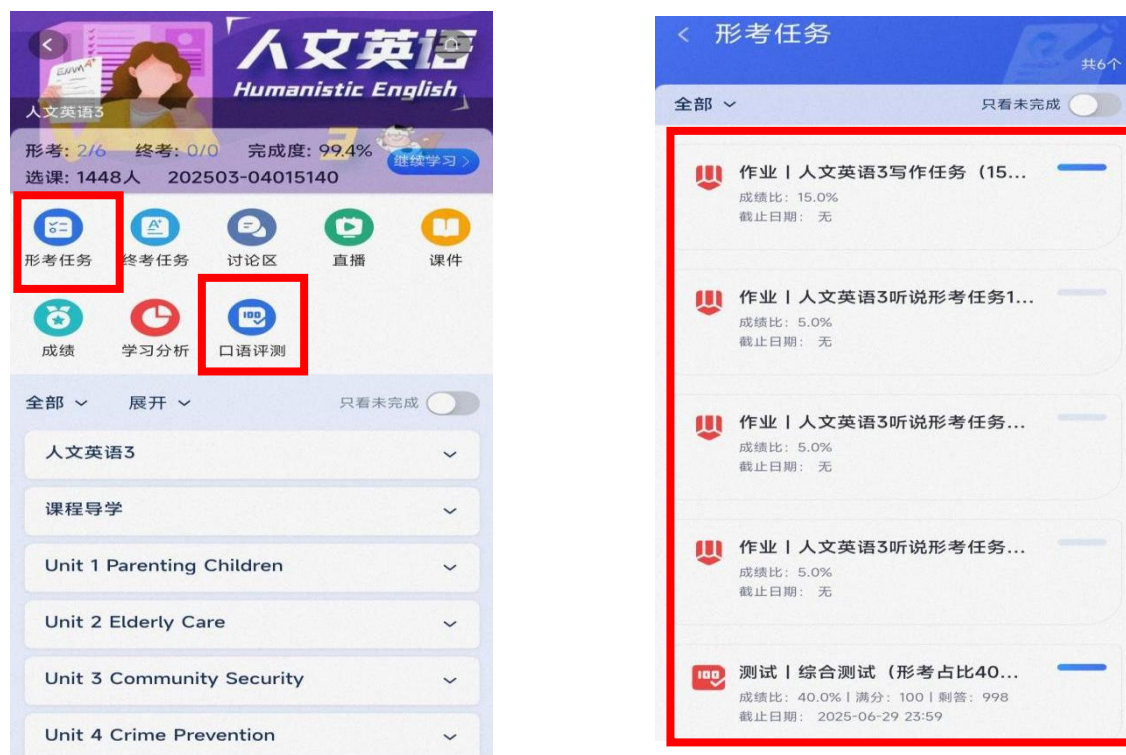 人文英语
Humanistic English
EXAM A+
人文英语3
形考: 2/6 终考: 0/0 完成度: 99.4%
继续学习 >
选课: 1448人 202503-04015140
形考任务 终考任务 讨论区 直播 课件
成绩 学习分析 口语评测
全部 展开 只看未完成
人文英语3
课程导学
Unit 1 Parenting Children
Unit 2 Elderly Care
Unit 3 Community Security
Unit 4 Crime Prevention
形考任务
共6个
全部 只看未完成
作业 | 人文英语3写作任务（15...
成绩比: 15.0%
截止日期: 无
作业 | 人文英语3听说形考任务1...
成绩比: 5.0%
截止日期: 无
作业 | 人文英语3听说形考任务...
成绩比: 5.0%
截止日期: 无
作业 | 人文英语3听说形考任务...
成绩比: 5.0%
截止日期: 无
测试 | 综合测试（形考占比40...
成绩比: 40.0% | 满分: 100 | 剩答: 998
截止日期: 2025-06-29 23:59